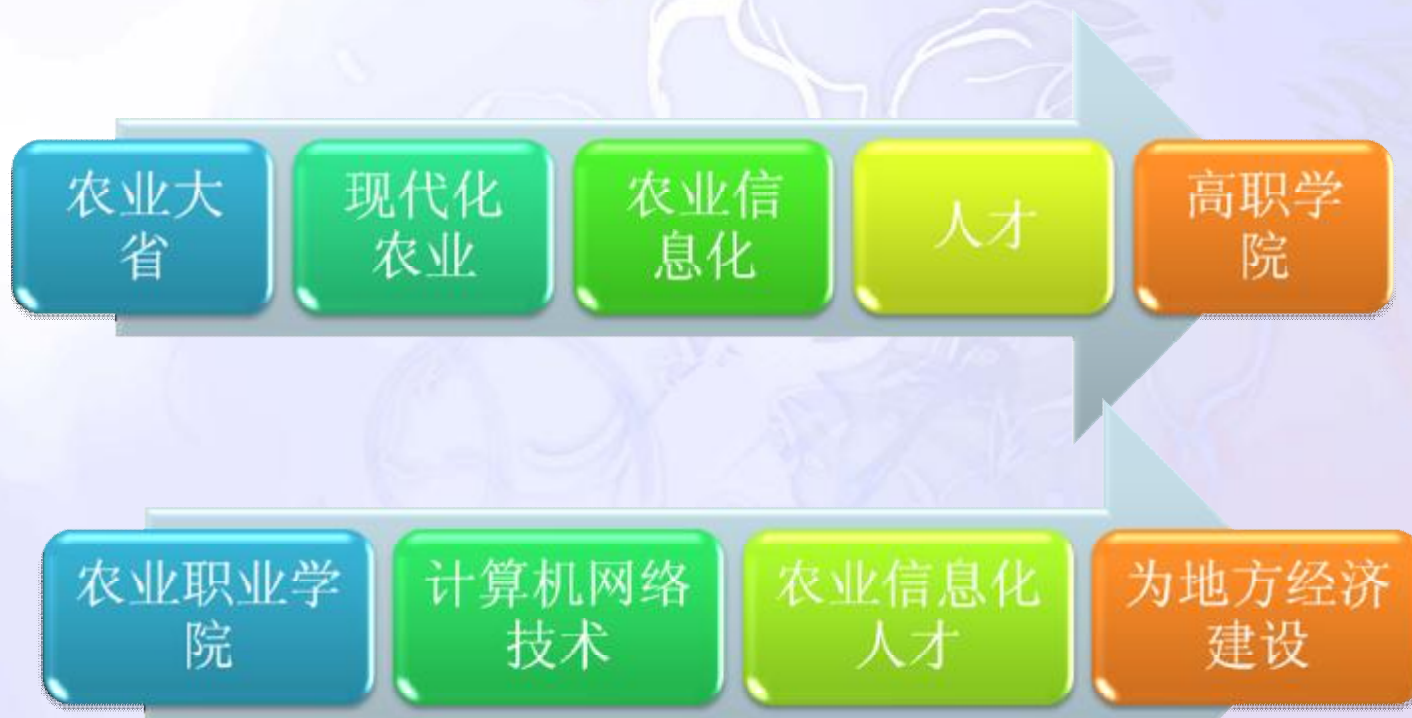 农业大
省
现代化
农业
农业信
息化
人才
高职学
院
农业职业学
院
计算机网络
技术
农业信息化
人才
为地方经济
建设